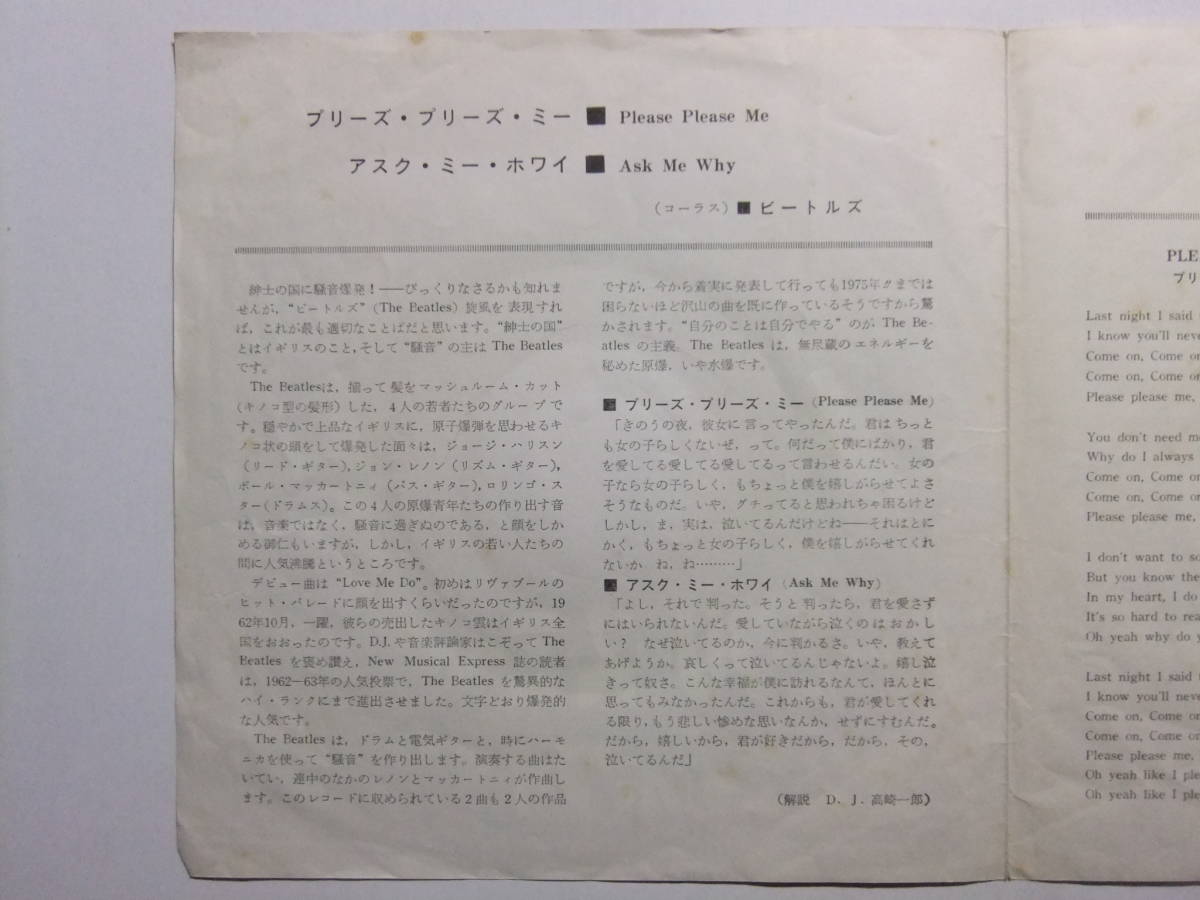 プリーズ・プリーズ・ミー ■ Please Please Me
アスク・ミー・ホワイ ■ Ask Me Why
(コーラス) ■ ビートルズ
紳士の国に騒音爆発!——びっくりなさるかも知れま
せんが，“ビートルズ”(The Beatles) 旋風を 表現すれ
ば，これが最も適切なことばだと思います。“紳士の国”
とはイギリスのこと，そして“騒音”の主は The Beatles
です。
The Beatlesは，揃って 髪をマッシュルーム・カット
(キノコ型の髪形) した，4人の若者たちのグループで
す。穏やかで上品なイギリスに，原子爆弾を思わせるキ
ノコ状の頭をして爆発した面々は，ジョージ・ハリスン
(リード・ギター)，ジョン・レノン (リズム・ギター)，
ポール・マッカートニィ (バス・ギター)，ロリンゴ・ス
ター(ドラムス)。この4人の原爆青年たちの作り出す音
は，音楽ではなく，騒音に過ぎぬのである，と顔をしか
める御仁もいますが，しかし，イギリスの若い人たちの
間に人気沸騰というところです。
デビュー曲は “Love Me Do”。初めはリヴァプールの
ヒット・パレードに顔を出すくらいだったのですが，19
62年10月，一躍，彼らの売出したキノコ雲はイギリス全
国をおおったのです。D.J.や音楽評論家はこぞって The
Beatles を褒め讃え，New Musical Express 誌の読者
は，1962—63年の人気投票で，The Beatles を驚異的な
ハイ・ランクにまで進出させました。文字どおり爆発的
な人気です。
The Beatles は，ドラムと電気ギターと，時にハーモ
ニカを使って“騒音”を作り出します。演奏する曲はた
いてい，連中のなかのレノンとマッカートニィが作曲し
ます。このレコードに収められている2曲も2人の作品
ですが，今から着実に発表して行っても1975年〃までは
困らないほど沢山の曲を既に作っているそうですから驚
かされます。“自分のことは自分でやる”のが The Be-
atles の主義。The Beatles は，無尽蔵のエネルギーを
秘めた原爆，いや水爆です。
■ プリーズ・プリーズ・ミー (Please Please Me)
「きのうの夜，彼女に 言ってやったんだ。君は ちっと
も女の子らしくないぜ，って。何だって僕にばかり，君
を愛してる愛してる愛してるって言わせるんだい。女の
子なら女の子らしく，もちょっと僕を嬉しがらせてよさ
そうなものだ。いや，グチってると思われちゃ困るけど
しかし，ま，実は，泣いてるんだけどね——それはとに
かく，もちょっと女の子らしく，僕を嬉しがらせてくれ
ないか ね，ね………」
■ アスク・ミー・ホワイ (Ask Me Why)
「よし，それで 判った。そうと 判ったら，君を愛さず
にはいられないんだ。愛していながら泣くの は おかし
い? なぜ泣いてるのか，今に判かるさ。いや，教えて
あげようか。哀しくって泣いてるんじゃないよ。嬉し泣
きって奴さ。こんな幸福が僕に訪れるなんて，ほんとに
思ってもみなかったんだ。これからも，君が愛してくれ
る限り，もう悲しい惨めな思いなんか，せずにすむんだ。
だから，嬉しいから，君が好きだから，だから，その，
泣いてるんだ」
(解説 D．J．高崎一郎)
PLE
プリ
Last night I said
I know you'll neve
Come on, Come on
Come on, Come on
Please please me,
You don't need me
Why do I always
Come on, Come on
Come on, Come on
Please please me,
I don't want to so
But you know the
In my heart, I do
It's so hard to rea
Oh yeah why do y
Last night I said
I know you'll neve
Come on, Come on
Come on, Come on
Please please me,
Oh yeah like I ple
Oh yeah like I ple